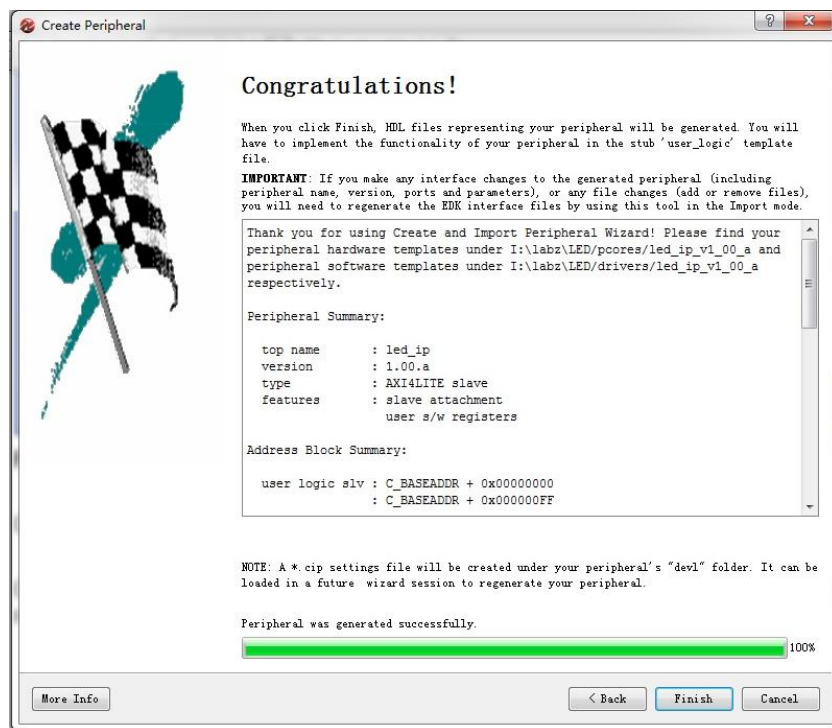 Create Peripheral
Congratulations!
When you click Finish, HDL files representing your peripheral will be generated. You will
have to implement the functionality of your peripheral in the stub 'user_logic' template
file.
IMPORTANT: If you make any interface changes to the generated peripheral (including
peripheral name, version, ports and parameters), or any file changes (add or remove files),
you will need to regenerate the EDK interface files by using this tool in the Import mode.
Thank you for using Create and Import Peripheral Wizard! Please find your
peripheral hardware templates under I:\labz\LED/pcores/led_ip_v1_00_a and
peripheral software templates under I:\labz\LED/drivers/led_ip_v1_00_a
respectively.
Peripheral Summary:
top name : led_ip
version : 1.00.a
type : AXI4LITE slave
features : slave attachment
user s/w registers
Address Block Summary:
user logic slv : C_BASEADDR + 0x00000000
: C_BASEADDR + 0x000000FF
NOTE: A *.cip settings file will be created under your peripheral's "devl" folder. It can be
loaded in a future wizard session to regenerate your peripheral.
Peripheral was generated successfully.
100%
More Info
< Back
Finish
Cancel